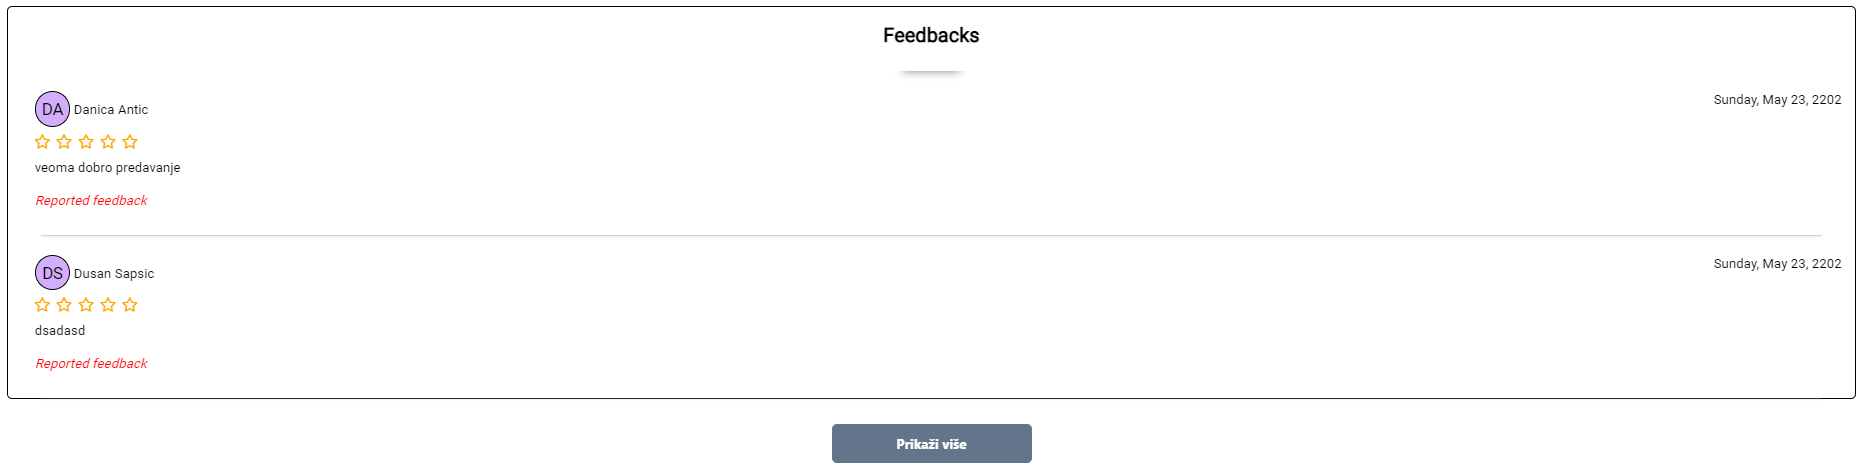 Feedbacks
DA Danica Antic
Sunday, May 23, 2202
veoma dobro predavanje
Reported feedback
DS Dusan Sapsic
Sunday, May 23, 2202
dsadasd
Reported feedback
Prikaži više